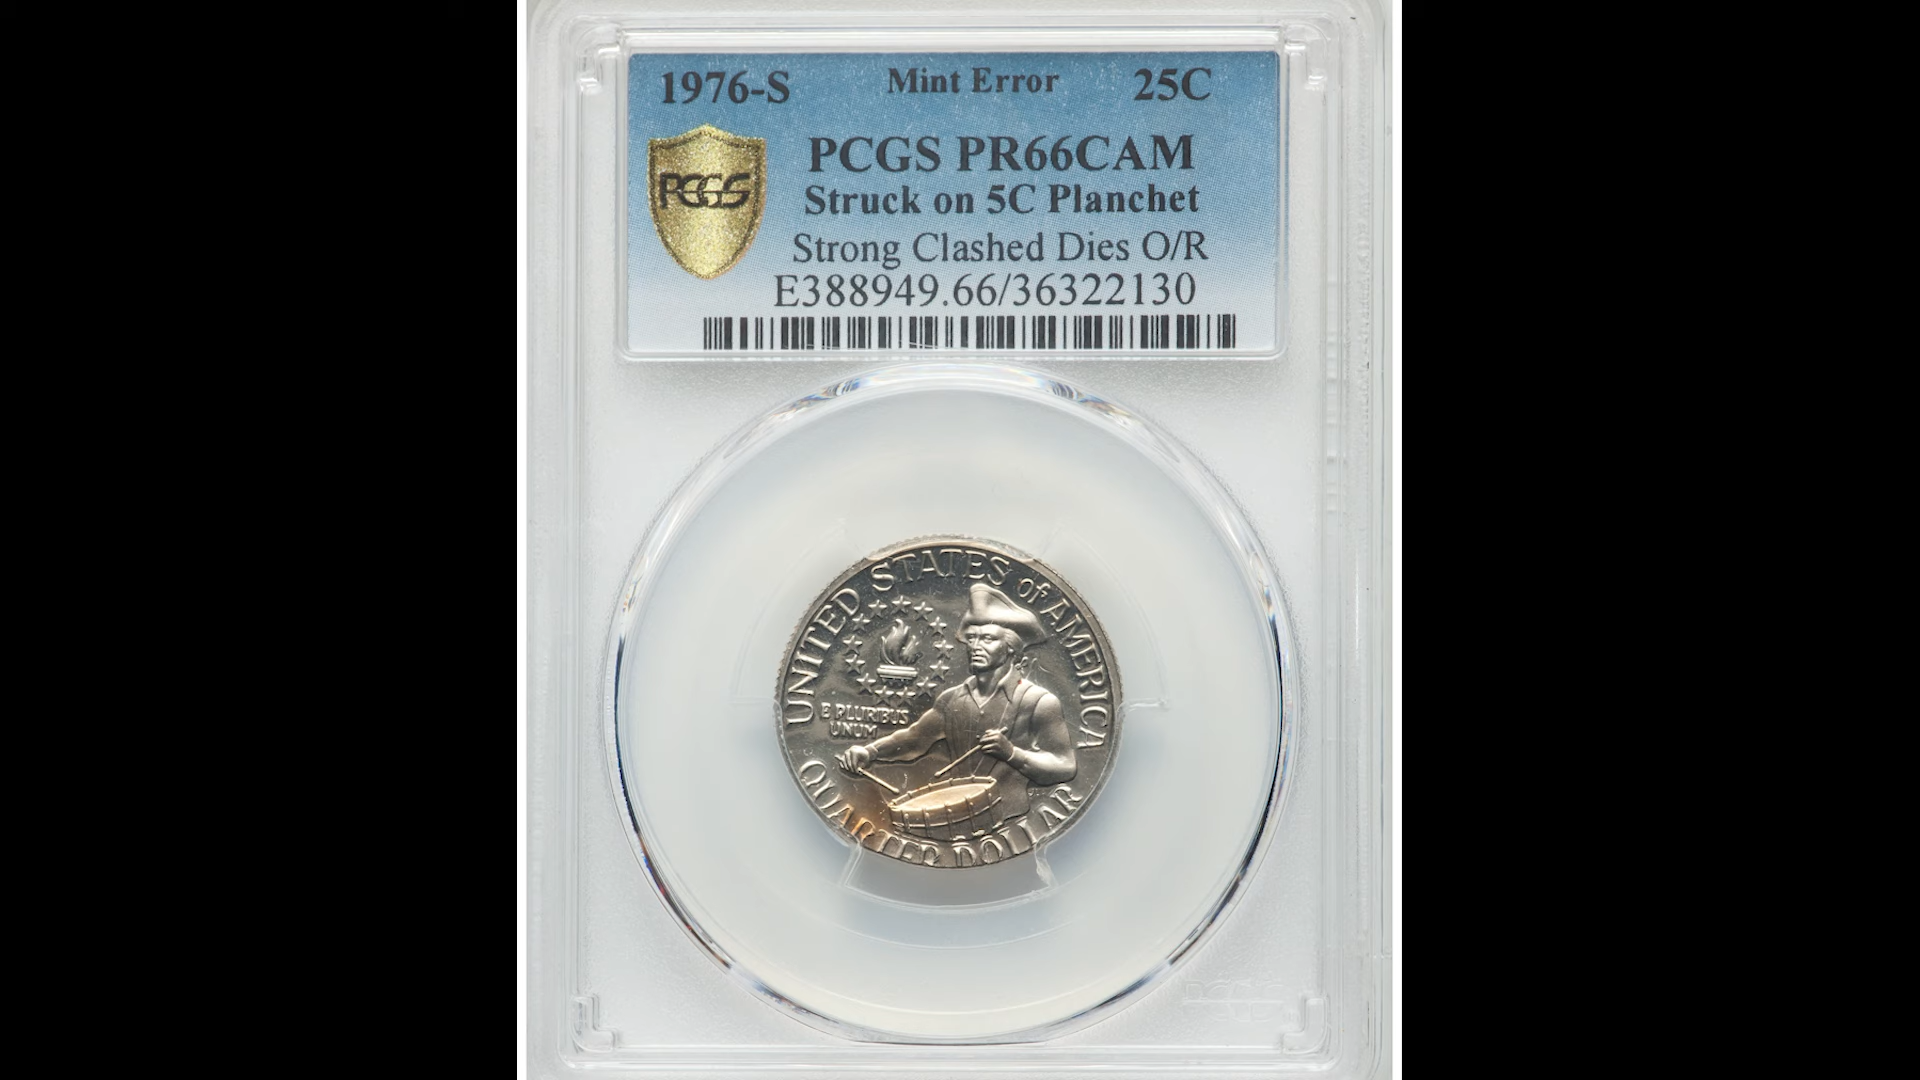 1976-S Mint Error 25C
PCGS PR66CAM
PCGS
Struck on 5C Planchet
Strong Clashed Dies O/R
E388949.66/36322130
UNITED STATES of AMERICA
E PLURIBUS
UNUM
QUARTER DOLLAR